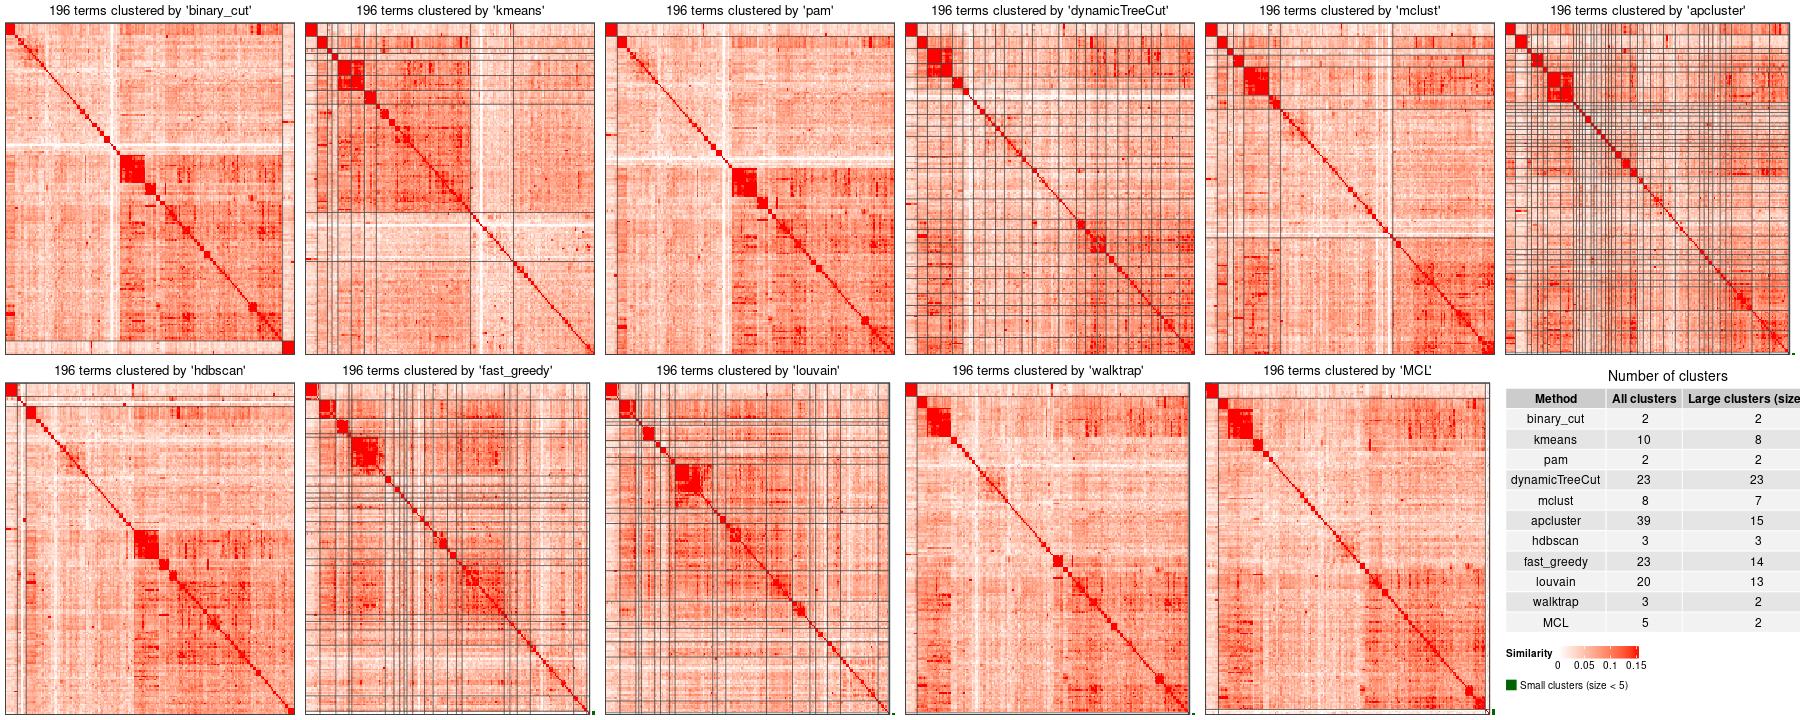 196 terms clustered by 'binary_cut'
196 terms clustered by 'kmeans'
196 terms clustered by 'pam'
196 terms clustered by 'dynamicTreeCut'
196 terms clustered by 'mclust'
196 terms clustered by 'apcluster'
196 terms clustered by 'hdbscan'
196 terms clustered by 'fast_greedy'
196 terms clustered by 'louvain'
196 terms clustered by 'walktrap'
196 terms clustered by 'MCL'
Number of clusters
Method All clusters Large clusters (size
binary_cut 2 2
kmeans 10 8
pam 2 2
dynamicTreeCut 23 23
mclust 8 7
apcluster 39 15
hdbscan 3 3
fast_greedy 23 14
louvain 20 13
walktrap 3 2
MCL 5 2
Similarity
0 0.05 0.1 0.15
Small clusters (size < 5)